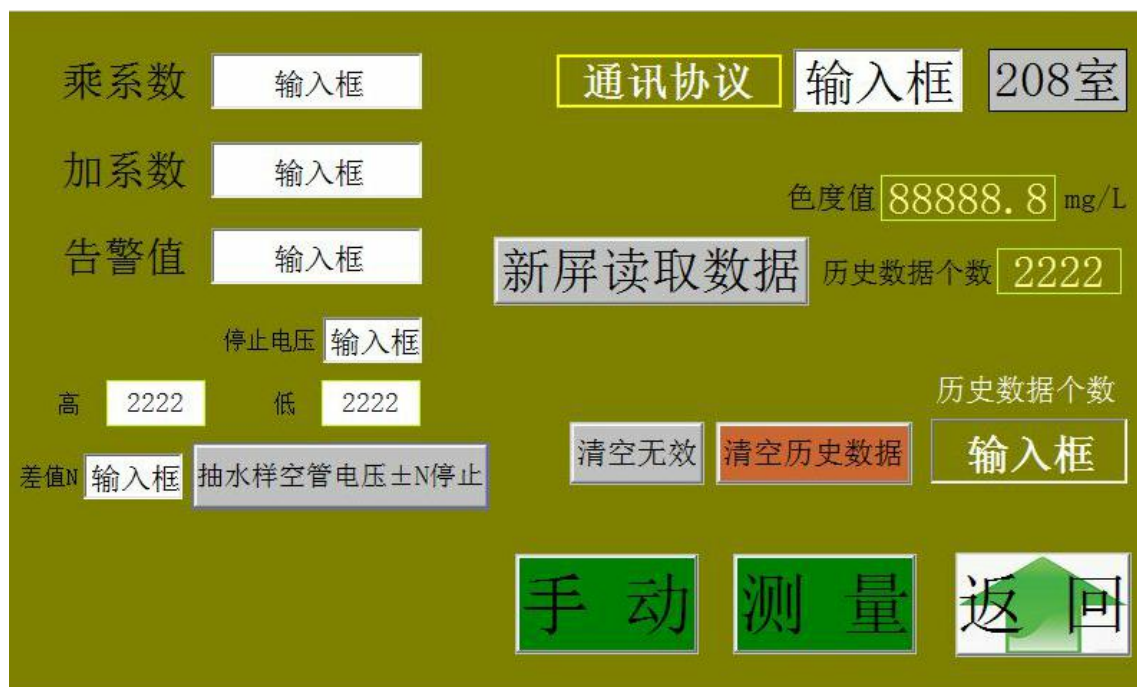 乘系数 输入框 通讯协议 输入框 208室
加系数 输入框
色度值 88888.8 mg/L
告警值 输入框 新屏读取数据 历史数据个数 2222
停止电压 输入框
高 2222 低 2222 历史数据个数
清空无效 清空历史数据 输入框
差值N 输入框 抽水样空管电压±N停止
手 动 测 量 返 回